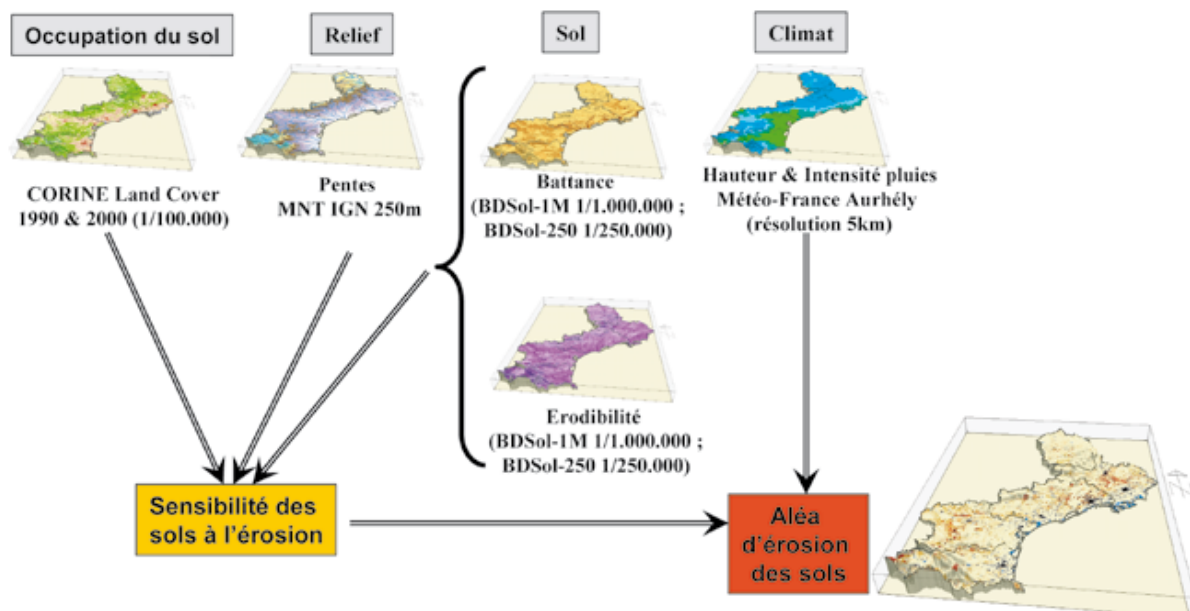 Occupation du sol
Relief
Sol
Climat
CORINE Land Cover
1990 & 2000 (1/100.000)
Pentes
MNT IGN 250m
Battance
(BDSol-1M 1/1.000.000 ;
BDSol-250 1/250.000)
Hauteur & Intensité pluies
Météo-France Aurhély
(résolution 5km)
Erodibilité
(BDSol-1M 1/1.000.000 ;
BDSol-250 1/250.000)
Sensibilité des
sols à l'érosion
Aléa
d'érosion
des sols